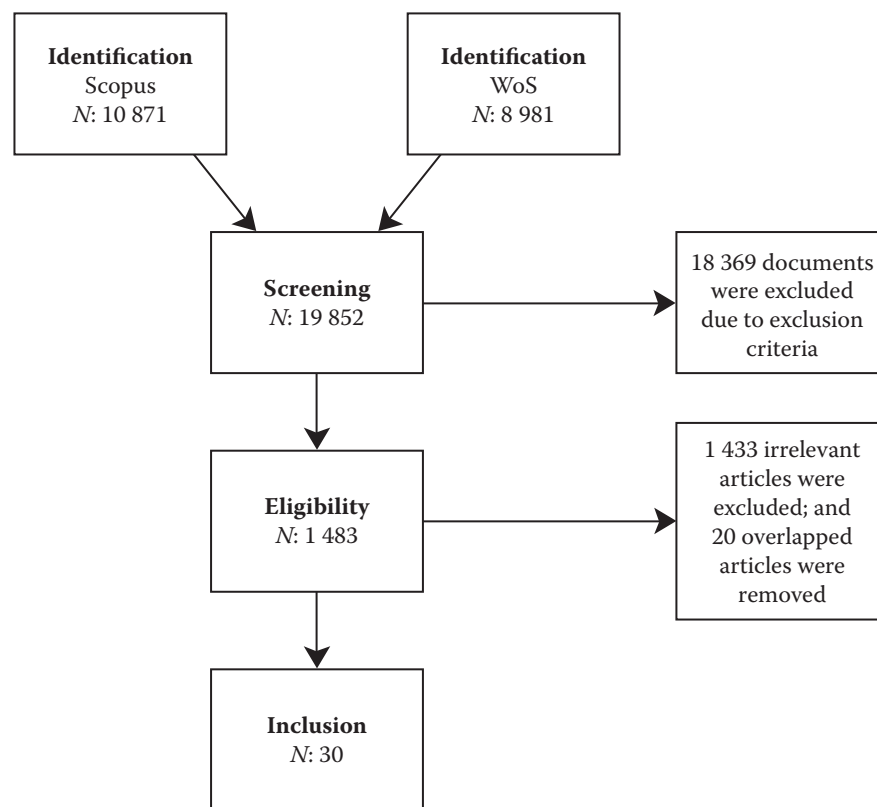 Identification
Scopus
N: 10 871
Identification
WoS
N: 8 981
Screening
N: 19 852
18 369 documents
were excluded
due to exclusion
criteria
Eligibility
N: 1 483
1 433 irrelevant
articles were
excluded; and
20 overlapped
articles were
removed
Inclusion
N: 30